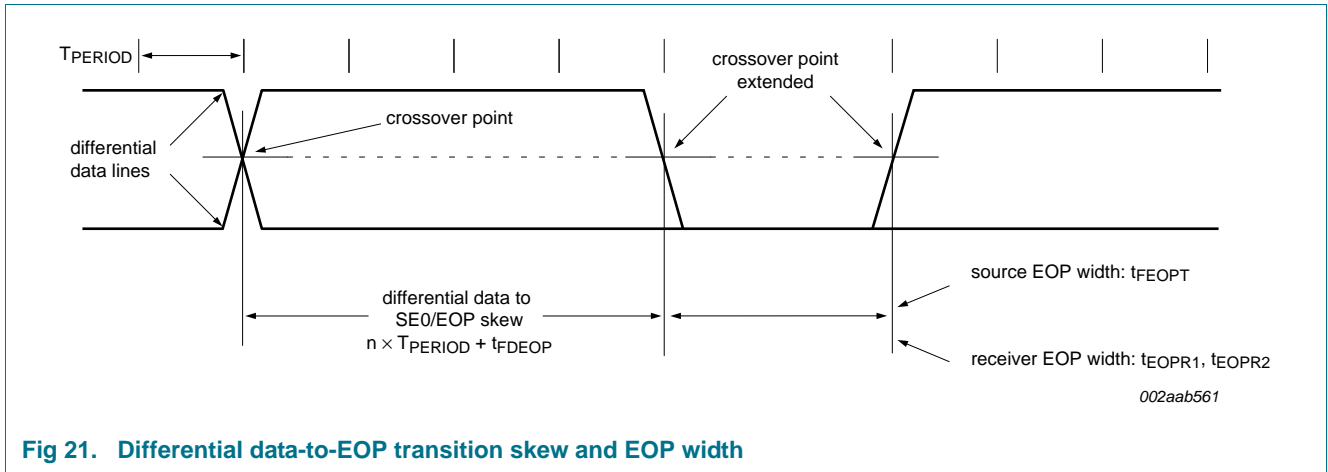 TPERIOD
crossover point
extended
crossover point
differential
data lines
differential data to
SE0/EOP skew
n × TPERIOD + tFDEOP
source EOP width: tFEOPT
receiver EOP width: tEOPR1, tEOPR2
002aab561
Fig 21. Differential data-to-EOP transition skew and EOP width